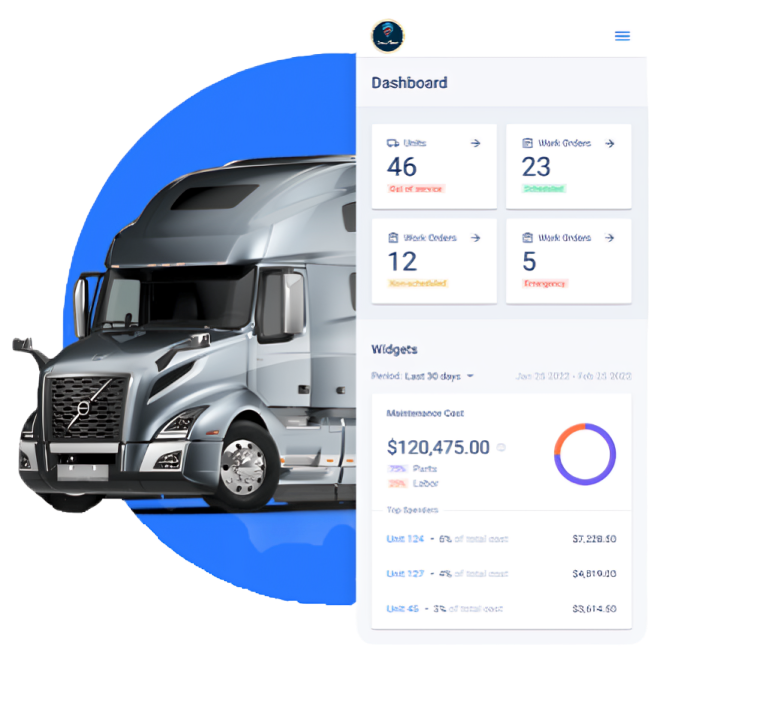 Dashboard
Units
46
Out of service
Work Orders
23
Scheduled
Work Orders
12
Non-scheduled
Work Orders
5
Emergency
Widgets
Period: Last 30 days
Jan 25 2022 - Feb 25 2022
Maintenance Cost
$120,475.00
75% Parts
25% Labor
Top Spenders
Unit 124 - 6% of total cost $7,228.50
Unit 127 - 4% of total cost $4,819.00
Unit 45 - 3% of total cost $3,614.50